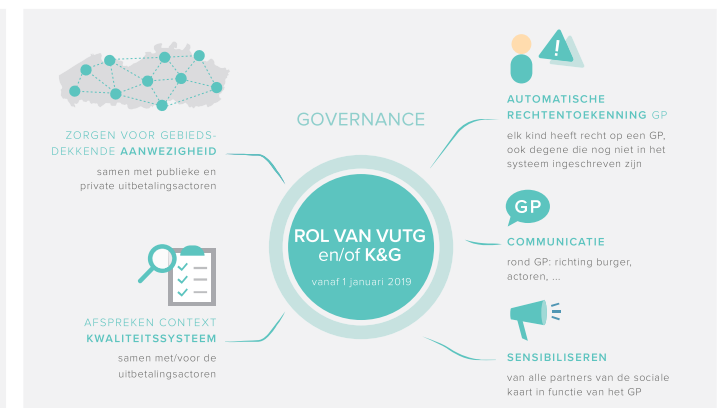 GOVERNANCE
ROL VAN VUTG
en/of K&G
vanaf 1 januari 2019
ZORGEN VOOR GEBIEDS-
DEKKENDE AANWEZIGHEID
samen met publieke en
private uitbetalingsactoren
AFSPREKEN CONTEXT
KWALITEITSSYSTEEM
samen met/voor de
uitbetalingsactoren
!
AUTOMATISCHE
RECHTENTOEKENNING GP
elk kind heeft recht op een GP,
ook degene die nog niet in het
systeem ingeschreven zijn
GP
COMMUNICATIE
rond GP: richting burger,
actoren, ...
SENSIBILISEREN
van alle partners van de sociale
kaart in functie van het GP